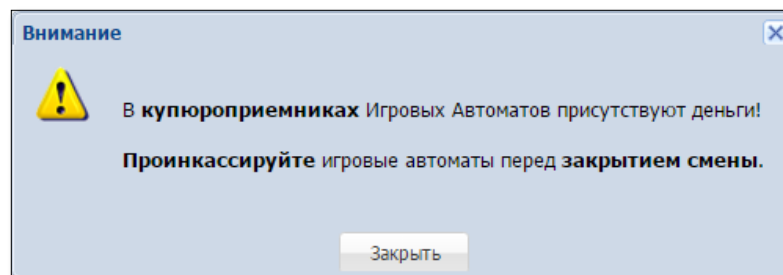 Внимание
В купюроприемниках Игровых Автоматов присутствуют деньги!
Проинкассируйте игровые автоматы перед закрытием смены.
Закрыть